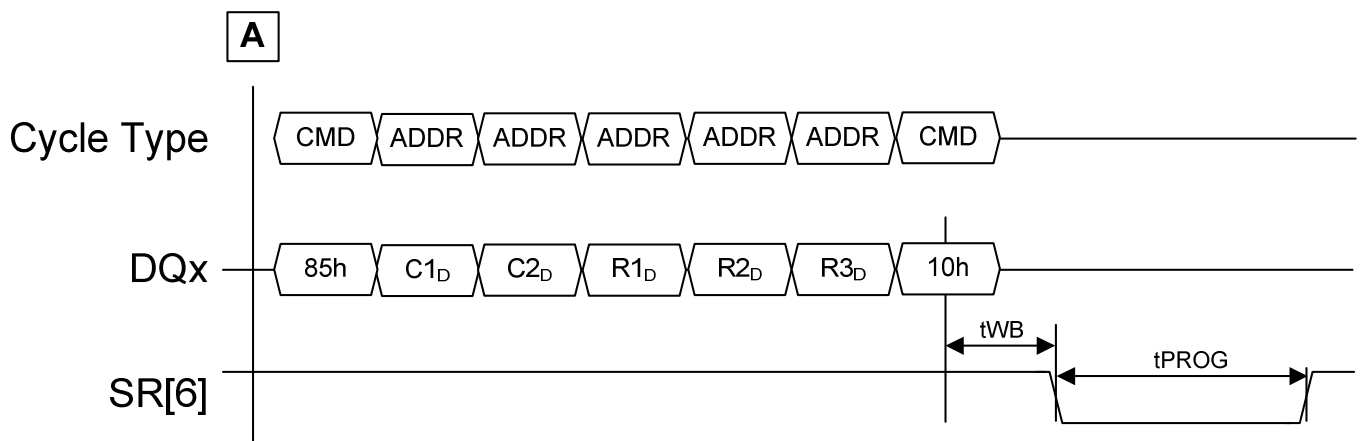 A
Cycle Type CMD ADDR ADDR ADDR ADDR ADDR CMD
DQx 85h C1D C2D R1D R2D R3D 10h
tWB
tPROG
SR[6]